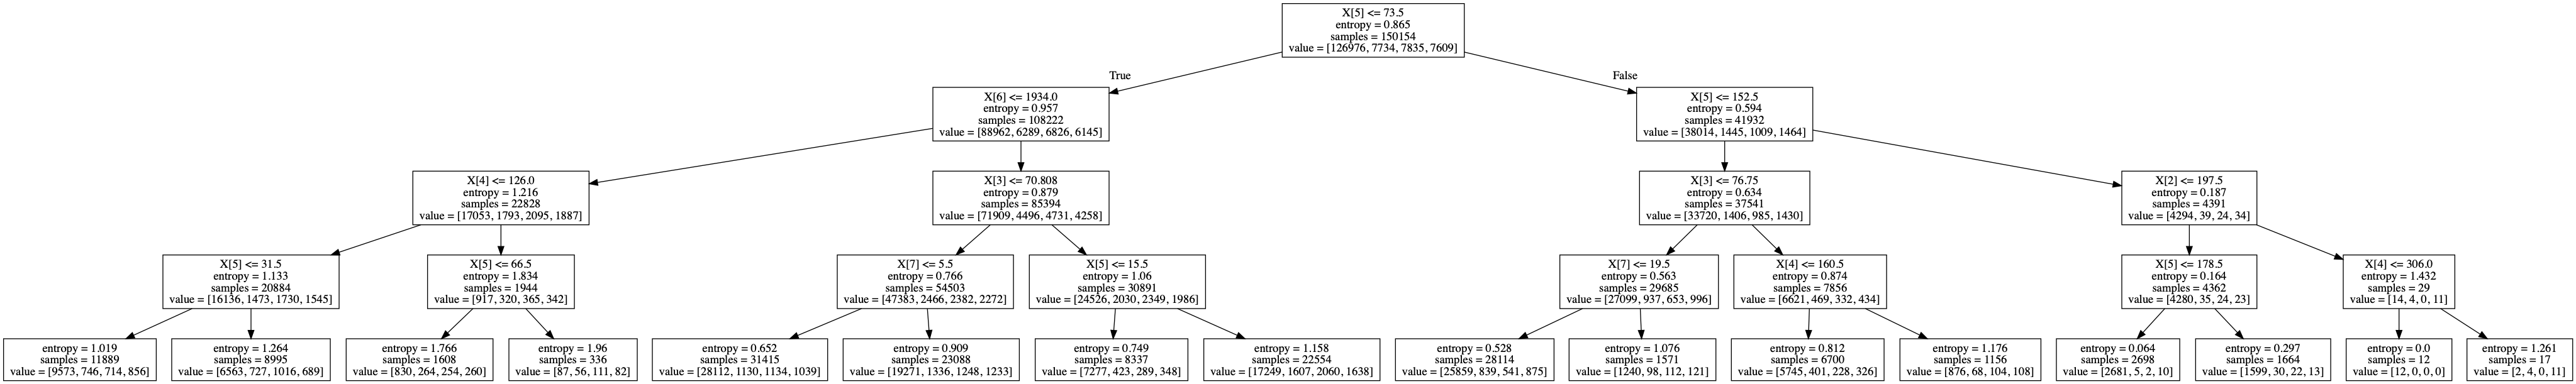 X[5] <= 73.5
entropy = 0.865
samples = 150154
value = [126976, 7734, 7835, 7609]
True
False
X[6] <= 1934.0
entropy = 0.957
samples = 108222
value = [88962, 6289, 6826, 6145]
X[5] <= 152.5
entropy = 0.594
samples = 41932
value = [38014, 1445, 1009, 1464]
X[4] <= 126.0
entropy = 1.216
samples = 22828
value = [17053, 1793, 2095, 1887]
X[3] <= 70.808
entropy = 0.879
samples = 85394
value = [71909, 4496, 4731, 4258]
X[3] <= 76.75
entropy = 0.634
samples = 37541
value = [33720, 1406, 985, 1430]
X[2] <= 197.5
entropy = 0.187
samples = 4391
value = [4294, 39, 24, 34]
X[5] <= 31.5
entropy = 1.133
samples = 20884
value = [16136, 1473, 1730, 1545]
X[5] <= 66.5
entropy = 1.834
samples = 1944
value = [917, 320, 365, 342]
X[7] <= 5.5
entropy = 0.766
samples = 54503
value = [47383, 2466, 2382, 2272]
X[5] <= 15.5
entropy = 1.06
samples = 30891
value = [24526, 2030, 2349, 1986]
X[7] <= 19.5
entropy = 0.563
samples = 29685
value = [27099, 937, 653, 996]
X[4] <= 160.5
entropy = 0.874
samples = 7856
value = [6621, 469, 332, 434]
X[5] <= 178.5
entropy = 0.164
samples = 4362
value = [4280, 35, 24, 23]
X[4] <= 306.0
entropy = 1.432
samples = 29
value = [14, 4, 0, 11]
entropy = 1.019
samples = 11889
value = [9573, 746, 714, 856]
entropy = 1.264
samples = 8995
value = [6563, 727, 1016, 689]
entropy = 1.766
samples = 1608
value = [830, 264, 254, 260]
entropy = 1.96
samples = 336
value = [87, 56, 111, 82]
entropy = 0.652
samples = 31415
value = [28112, 1130, 1134, 1039]
entropy = 0.909
samples = 23088
value = [19271, 1336, 1248, 1233]
entropy = 0.749
samples = 8337
value = [7277, 423, 289, 348]
entropy = 1.158
samples = 22554
value = [17249, 1607, 2060, 1638]
entropy = 0.528
samples = 28114
value = [25859, 839, 541, 875]
entropy = 1.076
samples = 1571
value = [1240, 98, 112, 121]
entropy = 0.812
samples = 6700
value = [5745, 401, 228, 326]
entropy = 1.176
samples = 1156
value = [876, 68, 104, 108]
entropy = 0.064
samples = 2698
value = [2681, 5, 2, 10]
entropy = 0.297
samples = 1664
value = [1599, 30, 22, 13]
entropy = 0.0
samples = 12
value = [12, 0, 0, 0]
entropy = 1.261
samples = 17
value = [2, 4, 0, 11]